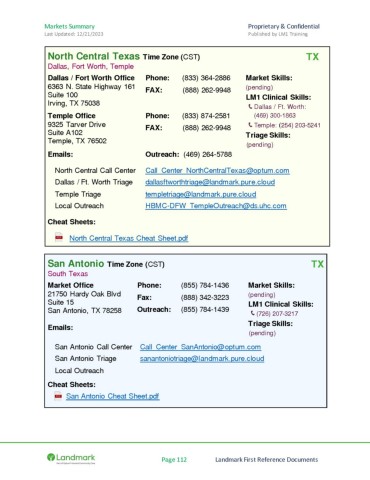 Markets Summary Proprietary & Confidential
Last Updated: 12/21/2023 Published by LM1 Training
North Central Texas Time Zone (CST) TX
Dallas, Fort Worth, Temple
Dallas / Fort Worth Office Phone: (833) 364-2886 Market Skills:
6363 N. State Highway 161 FAX: (888) 262-9948 (pending)
Suite 100 LM1 Clinical Skills:
Irving, TX 75038 Dallas / Ft. Worth:
(469) 300-1863
Temple Office Phone: (833) 874-2581 Temple: (254) 203-5241
9325 Tarver Drive FAX: (888) 262-9948 Triage Skills:
Suite A102 (pending)
Temple, TX 76502
Emails: Outreach: (469) 264-5788
North Central Call Center Call_Center_NorthCentralTexas@optum.com
Dallas / Ft. Worth Triage dallasftworthtriage@landmark.pure.cloud
Temple Triage templetriage@landmark.pure.cloud
Local Outreach HBMC-DFW_TempleOutreach@ds.uhc.com
Cheat Sheets:
North Central Texas Cheat Sheet.pdf
San Antonio Time Zone (CST) TX
South Texas
Market Office Phone: (855) 784-1436 Market Skills:
21750 Hardy Oak Blvd Fax: (888) 342-3223 (pending)
Suite 15 LM1 Clinical Skills:
San Antonio, TX 78258 Outreach: (855) 784-1439 (726) 207-3217
Triage Skills:
Emails: (pending)
San Antonio Call Center Call_Center_SanAntonio@optum.com
San Antonio Triage sanantoniotriage@landmark.pure.cloud
Local Outreach
Cheat Sheets:
San Antonio Cheat Sheet.pdf
Landmark Page 112 Landmark First Reference Documents